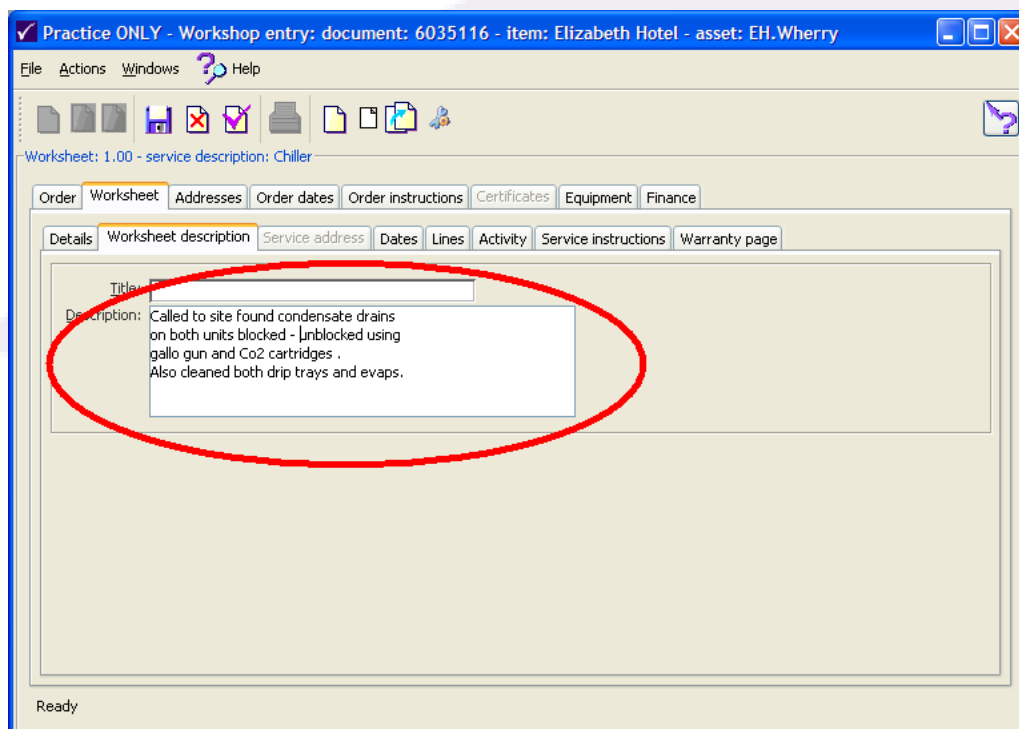 Practice ONLY - Workshop entry: document: 6035116 - item: Elizabeth Hotel - asset: EH.Wherry
File Actions Windows Help
Worksheet: 1.00 - service description: Chiller
Order Worksheet Addresses Order dates Order instructions Certificates Equipment Finance
Details Worksheet description Service address Dates Lines Activity Service instructions Warranty page
Title:
Description: Called to site found condensate drains
on both units blocked - unblocked using
gallo gun and Co2 cartridges .
Also cleaned both drip trays and evaps.
Ready